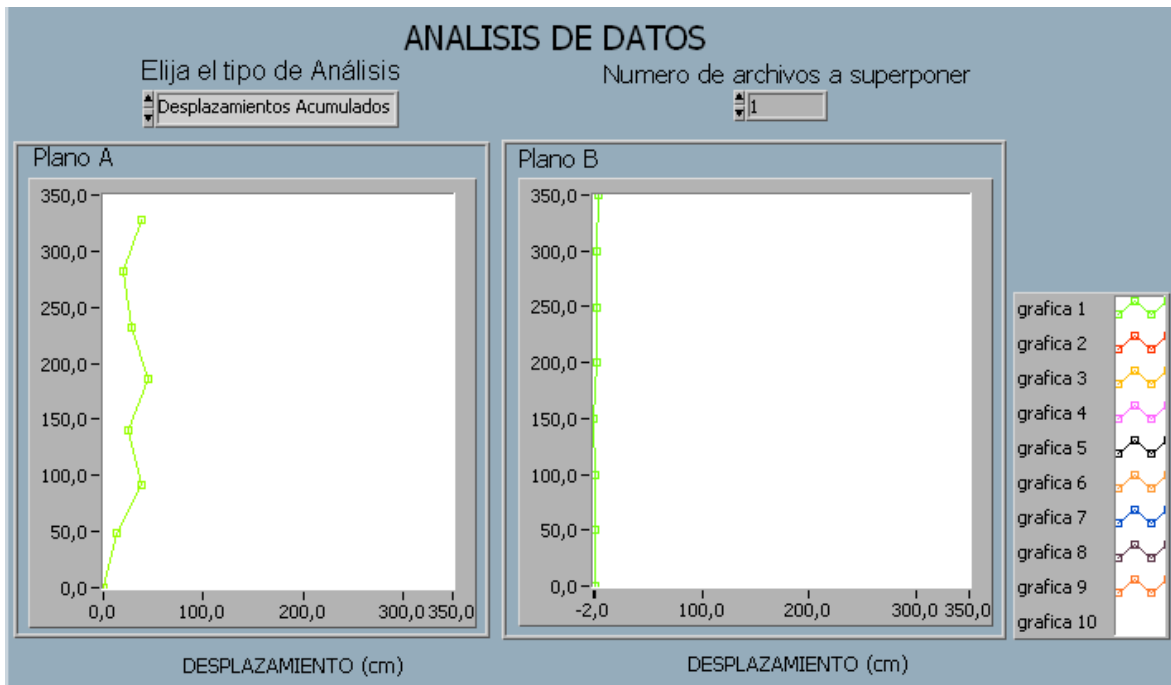 ANALISIS DE DATOS
Elija el tipo de Análisis
Numero de archivos a superponer
Desplazamientos Acumulados
1
Plano A
350,0
300,0
250,0
200,0
150,0
100,0
50,0
0,0
0,0 100,0 200,0 300,0 350,0
DESPLAZAMIENTO (cm)
Plano B
350,0
300,0
250,0
200,0
150,0
100,0
50,0
0,0
-2,0 100,0 200,0 300,0 350,0
DESPLAZAMIENTO (cm)
grafica 1
grafica 2
grafica 3
grafica 4
grafica 5
grafica 6
grafica 7
grafica 8
grafica 9
grafica 10